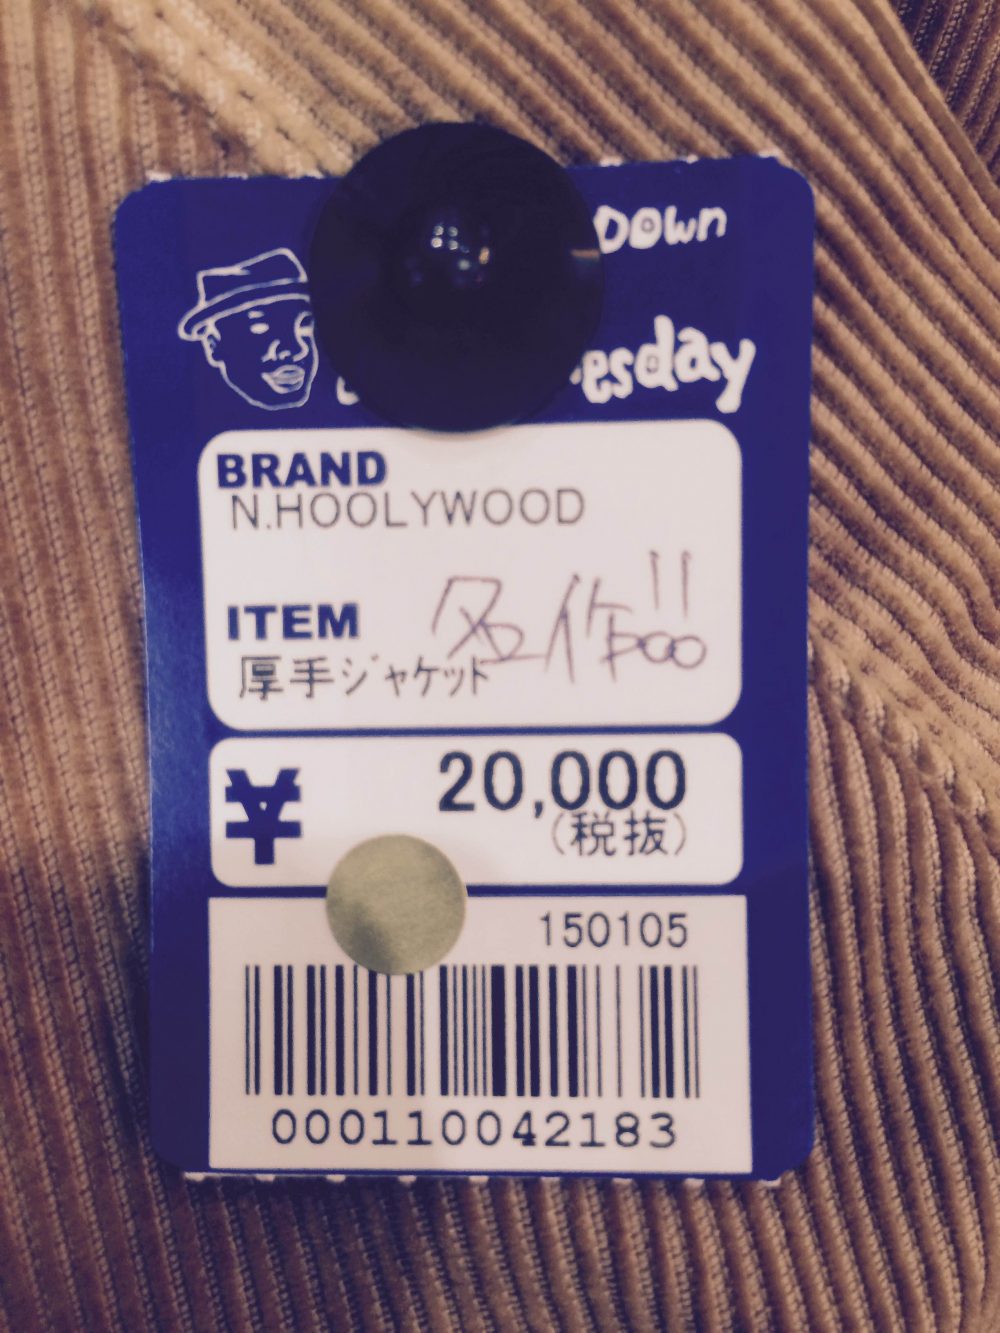 Down
esday
BRAND
N.HOOLYWOOD
名作!!
ITEM
厚手ジャケット
¥ 20,000
(税抜)
150105
000110042183